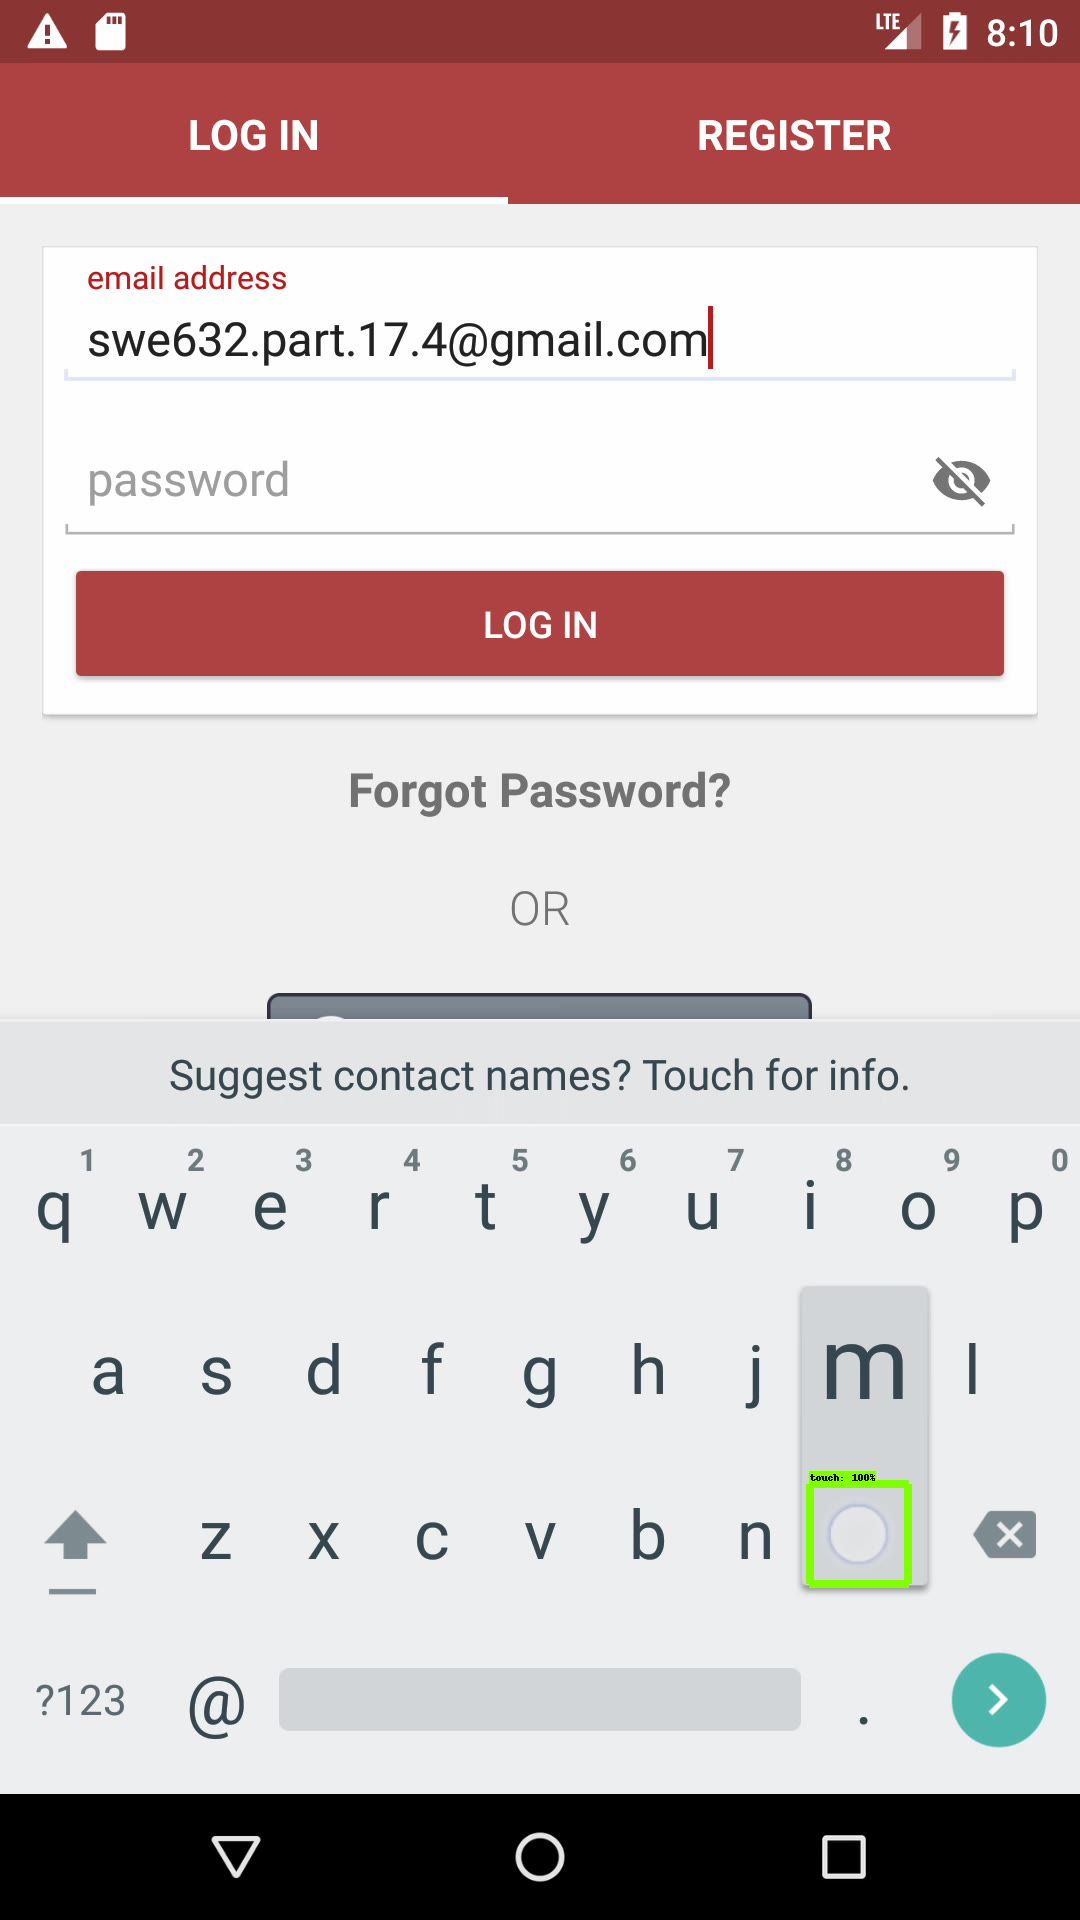 LTE 8:10
LOG IN REGISTER
email address
swe632.part.17.4@gmail.com
password
LOG IN
Forgot Password?
OR
Suggest contact names? Touch for info.
1 2 3 4 5 6 7 8 9 0
q w e r t y u i o p
a s d f g h j m l
touch: 100%
z x c v b n
?123 @ .